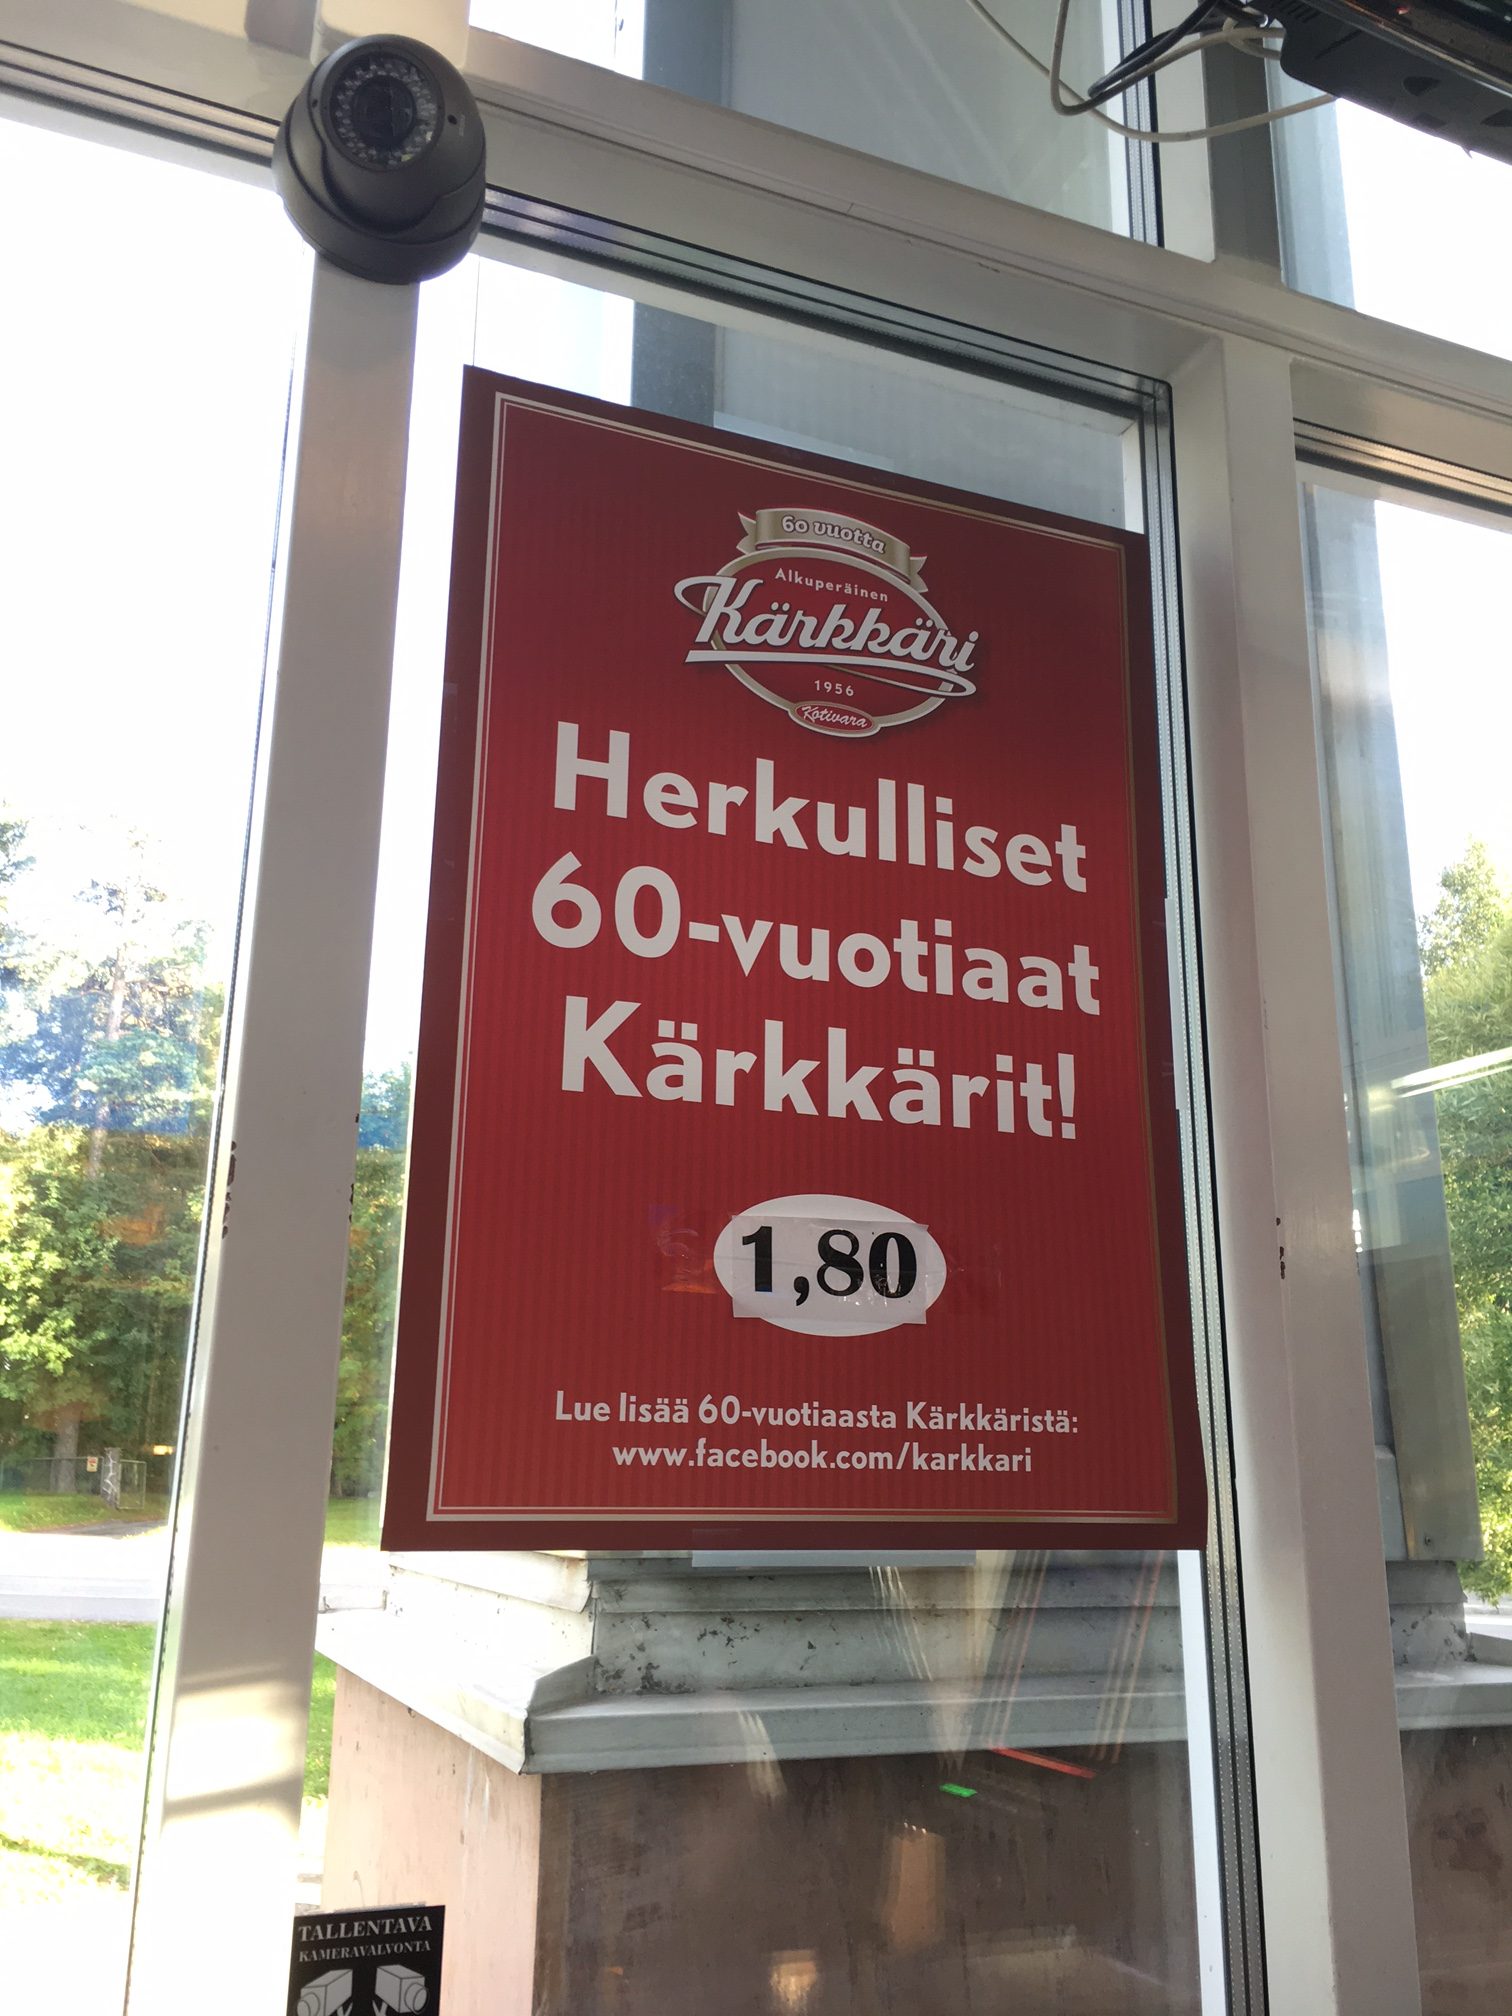 60 vuotta
Alkuperäinen
Kärkkäri
1956
Kotivara
Herkulliset
60-vuotiaat
Kärkkärit!
1,80
Lue lisää 60-vuotiaasta Kärkkäristä:
www.facebook.com/karkkari
TALLENTAVA
KAMERAVALVONTA